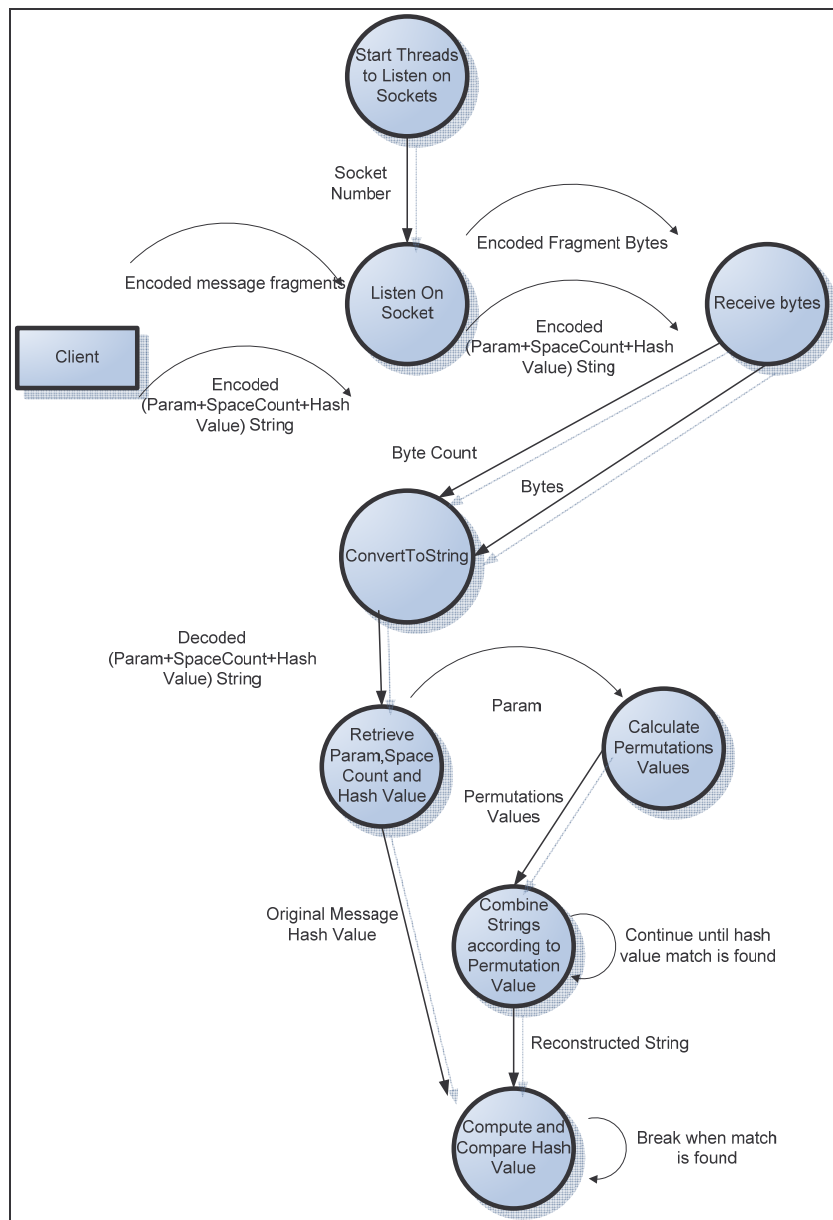 Start Threads
to Listen on
Sockets
Socket
Number
Encoded Fragment Bytes
Encoded message fragments
Listen On
Socket
Receive bytes
Encoded
(Param+SpaceCount+Hash
Value) Sting
Client
Encoded
(Param+SpaceCount+Hash
Value) String
Byte Count
Bytes
ConvertToString
Decoded
(Param+SpaceCount+Hash
Value) String
Param
Retrieve
Param,Space
Count and
Hash Value
Calculate
Permutations
Values
Permutations
Values
Original Message
Hash Value
Combine
Strings
according to
Permutation
Value
Continue until hash
value match is found
Reconstructed String
Compute and
Compare Hash
Value
Break when match
is found